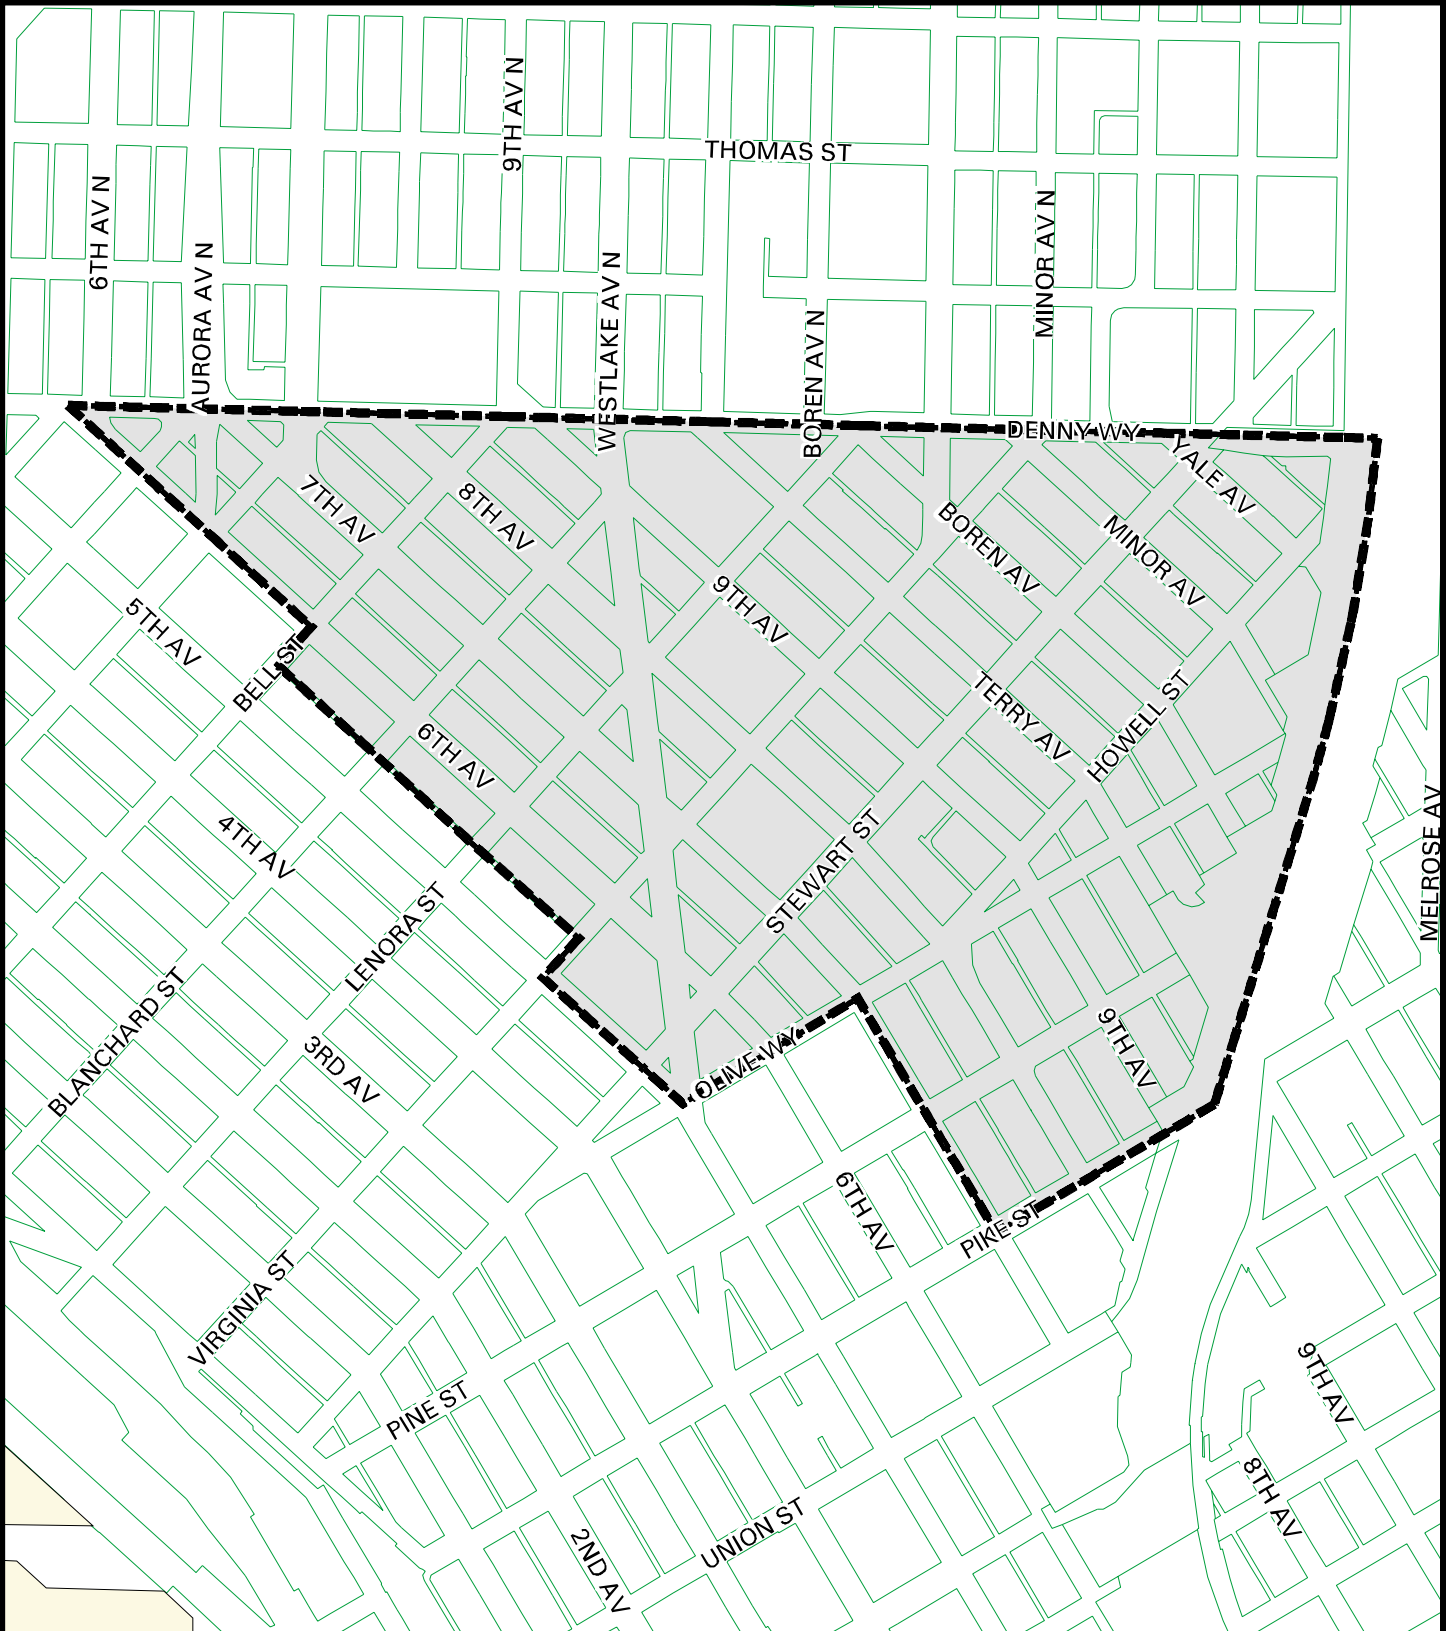 9TH AV N
THOMAS ST
6TH AV N
MINOR AV N
AURORA AV N
WESTLAKE AV N
BOREN AV N
DENNY WY
YALE AV
7TH AV
8TH AV
BOREN AV
MINOR AV
9TH AV
5TH AV
BELL ST
TERRY AV
HOWELL ST
6TH AV
MELROSE AV
4TH AV
STEWART ST
LENORA ST
BLANCHARD ST
3RD AV
9TH AV
OLIVE WY
6TH AV
PIKE ST
VIRGINIA ST
9TH AV
PINE ST
8TH AV
UNION ST
2ND AV